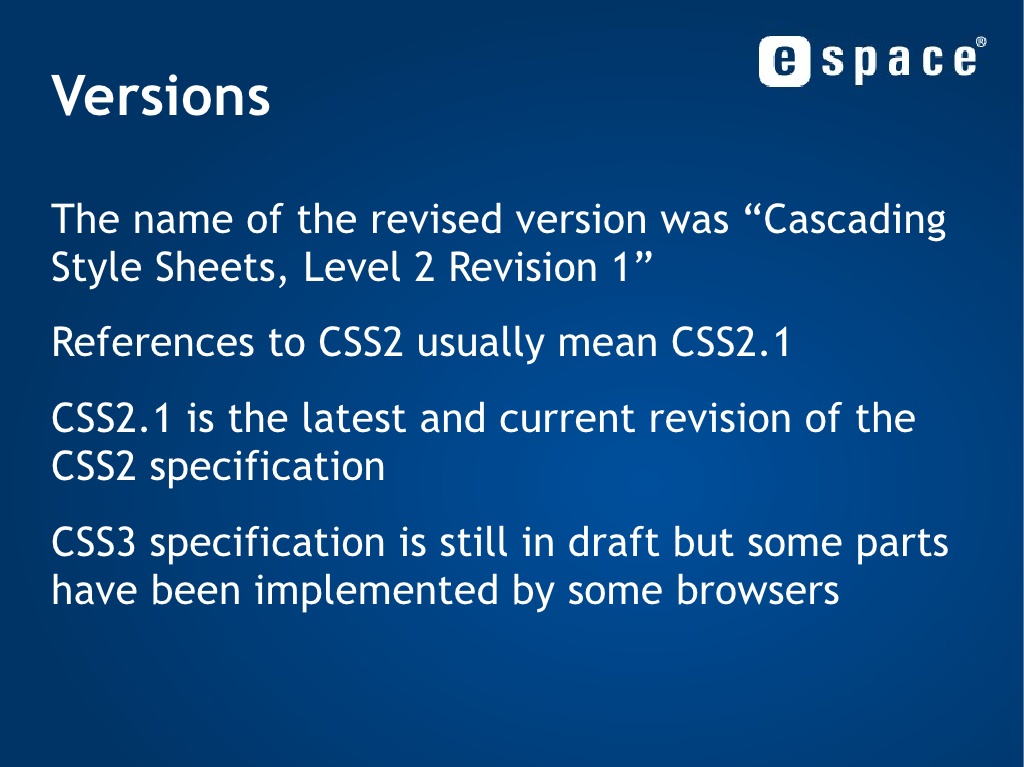 e space®
Versions
The name of the revised version was “Cascading
Style Sheets, Level 2 Revision 1”
References to CSS2 usually mean CSS2.1
CSS2.1 is the latest and current revision of the
CSS2 specification
CSS3 specification is still in draft but some parts
have been implemented by some browsers